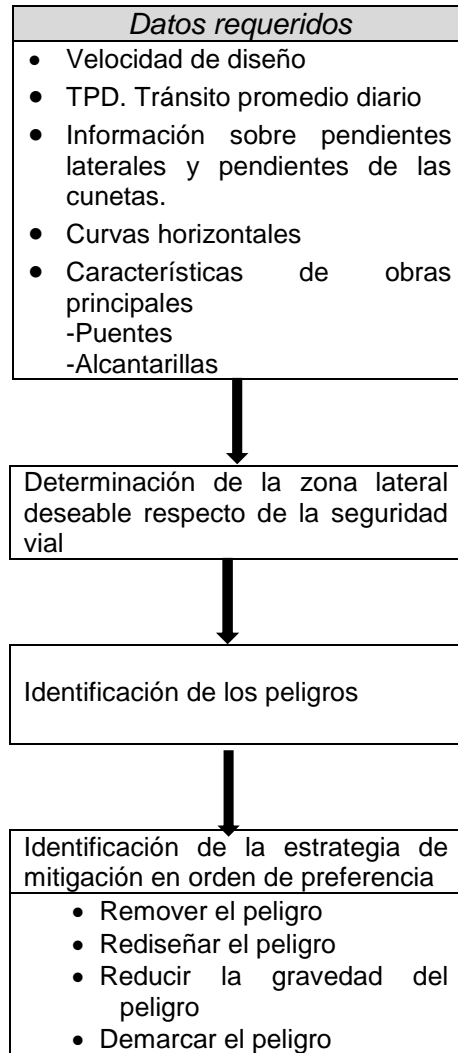 Datos requeridos
• Velocidad de diseño
• TPD. Tránsito promedio diario
• Información sobre pendientes
laterales y pendientes de las
cunetas.
• Curvas horizontales
• Características de obras
principales
-Puentes
-Alcantarillas
Determinación de la zona lateral
deseable respecto de la seguridad
vial
Identificación de los peligros
Identificación de la estrategia de
mitigación en orden de preferencia
• Remover el peligro
• Rediseñar el peligro
• Reducir la gravedad del
peligro
• Demarcar el peligro